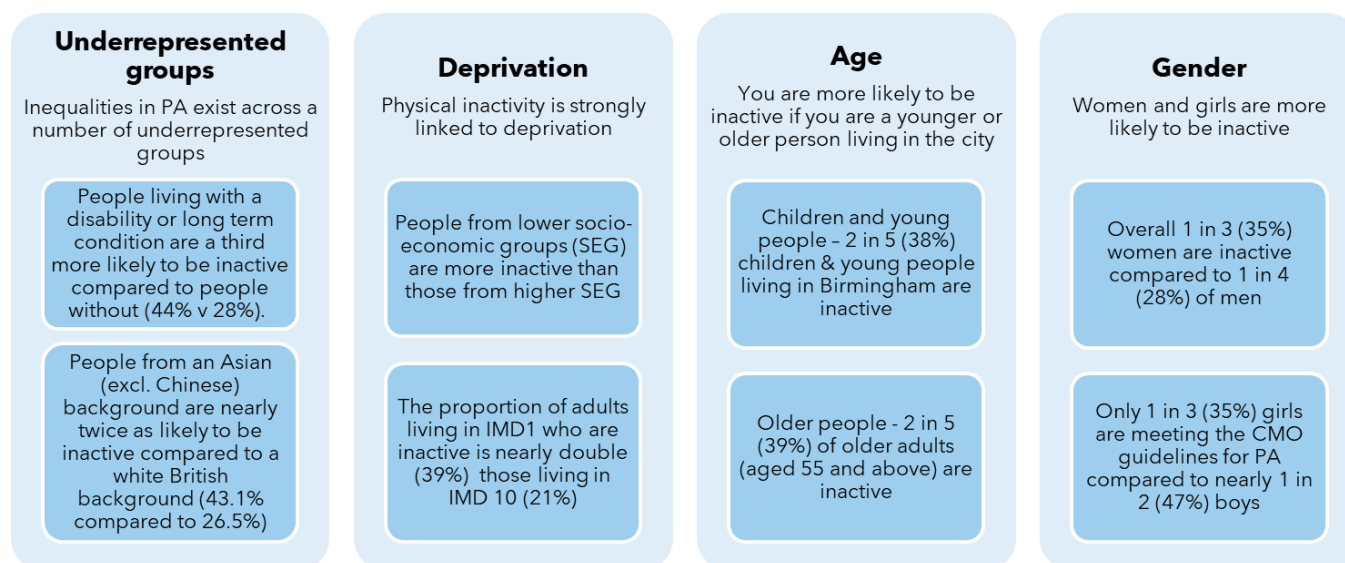 Underrepresented
groups
Inequalities in PA exist across a
number of underrepresented
groups
People living with a
disability or long term
condition are a third
more likely to be inactive
compared to people
without (44% v 28%).
People from an Asian
(excl. Chinese)
background are nearly
twice as likely to be
inactive compared to a
white British
background (43.1%
compared to 26.5%)
Deprivation
Physical inactivity is strongly
linked to deprivation
People from lower socio-
economic groups (SEG)
are more inactive than
those from higher SEG
The proportion of adults
living in IMD1 who are
inactive is nearly double
(39%) those living in
IMD 10 (21%)
Age
You are more likely to be
inactive if you are a younger or
older person living in the city
Children and young
people – 2 in 5 (38%)
children & young people
living in Birmingham are
inactive
Older people - 2 in 5
(39%) of older adults
(aged 55 and above) are
inactive
Gender
Women and girls are more
likely to be inactive
Overall 1 in 3 (35%)
women are inactive
compared to 1 in 4
(28%) of men
Only 1 in 3 (35%) girls
are meeting the CMO
guidelines for PA
compared to nearly 1 in
2 (47%) boys